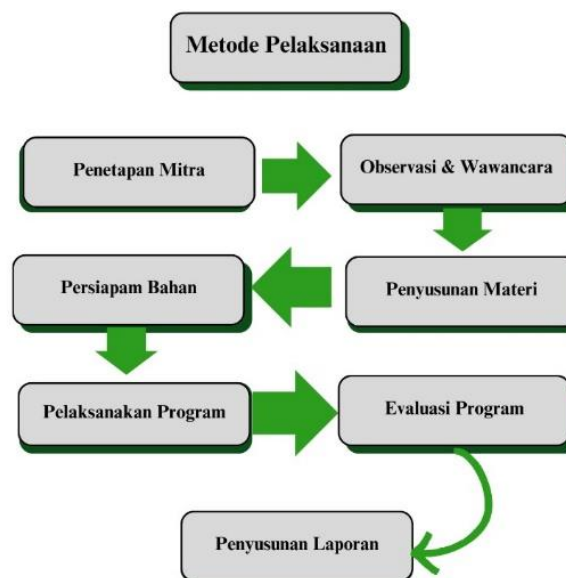 Metode Pelaksanaan
Penetapan Mitra
Observasi & Wawancara
Penyusunan Materi
Persiapam Bahan
Pelaksanakan Program
Evaluasi Program
Penyusunan Laporan